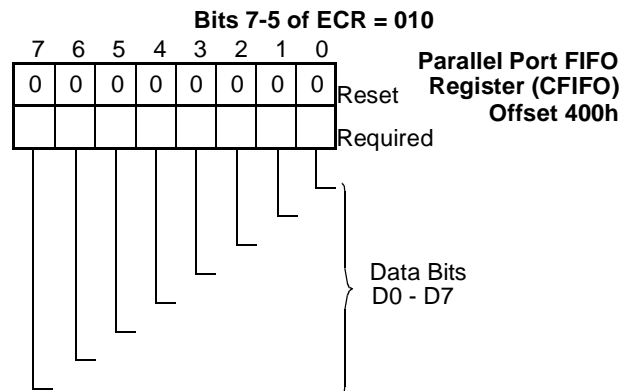 Bits 7-5 of ECR = 010
7 6 5 4 3 2 1 0
Parallel Port FIFO
Register (CFIFO)
Offset 400h
0 0 0 0 0 0 0 0 Reset
Required
Data Bits
D0 - D7